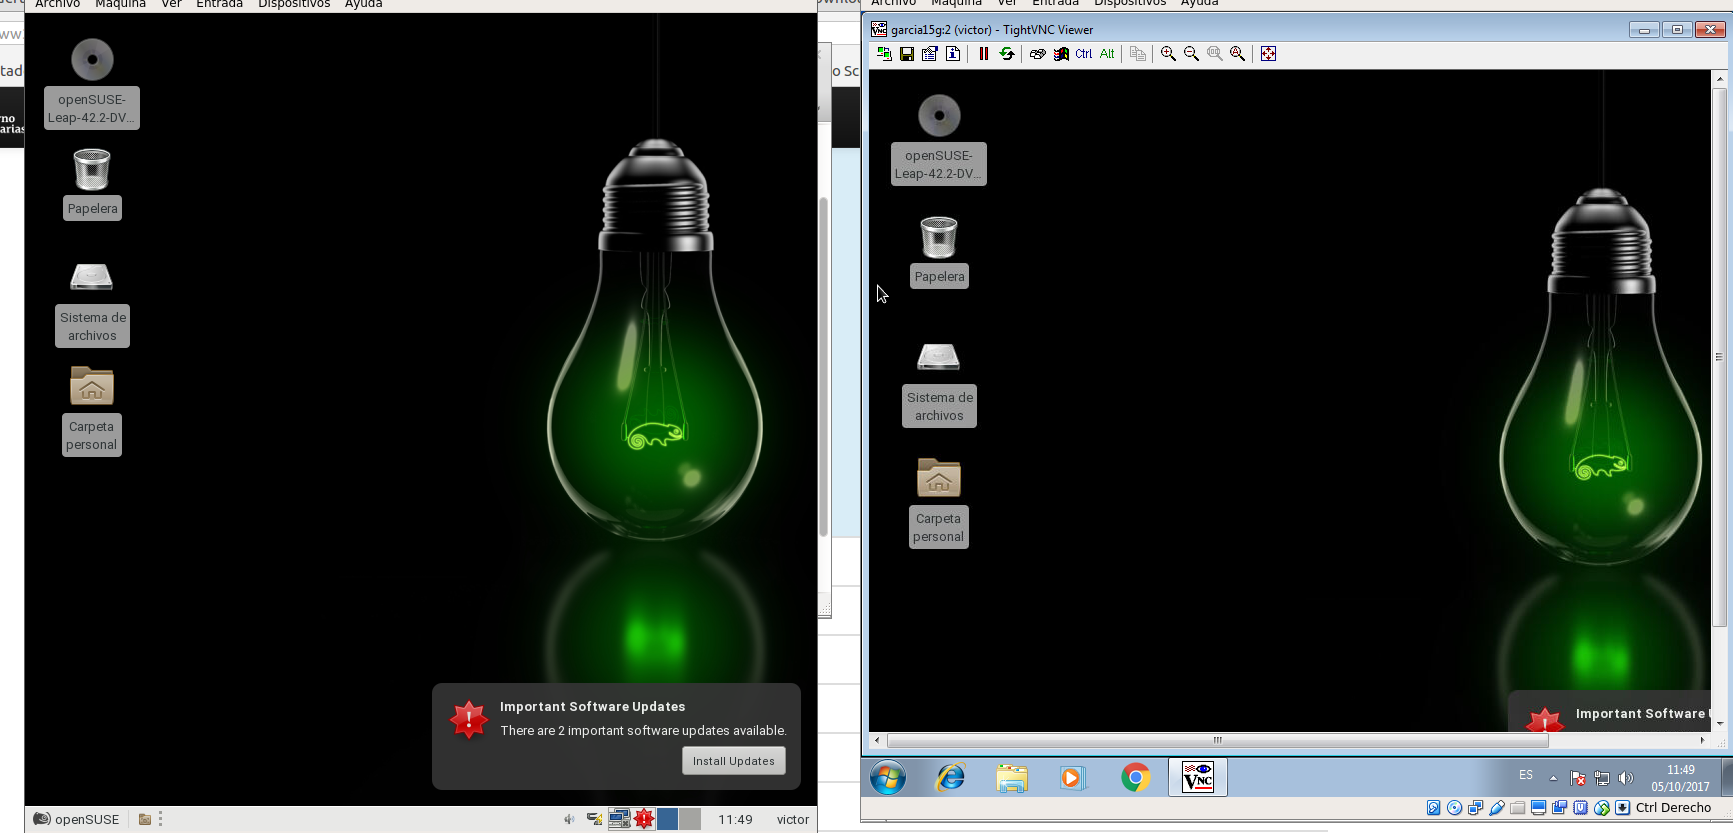 Archivo Máquina Ver Entrada Dispositivos Ayuda
openSUSE-
Leap-42.2-DV...
Papelera
Sistema de
archivos
Carpeta
personal
Important Software Updates
There are 2 important software updates available.
Install Updates
openSUSE
11:49
victor
Archivo Máquina Ver Entrada Dispositivos Ayuda
garcia15g:2 (victor) - TightVNC Viewer
Ctrl Alt
openSUSE-
Leap-42.2-DV...
Papelera
Sistema de
archivos
Carpeta
personal
Important Software
ES
11:49
05/10/2017
Ctrl Derecho